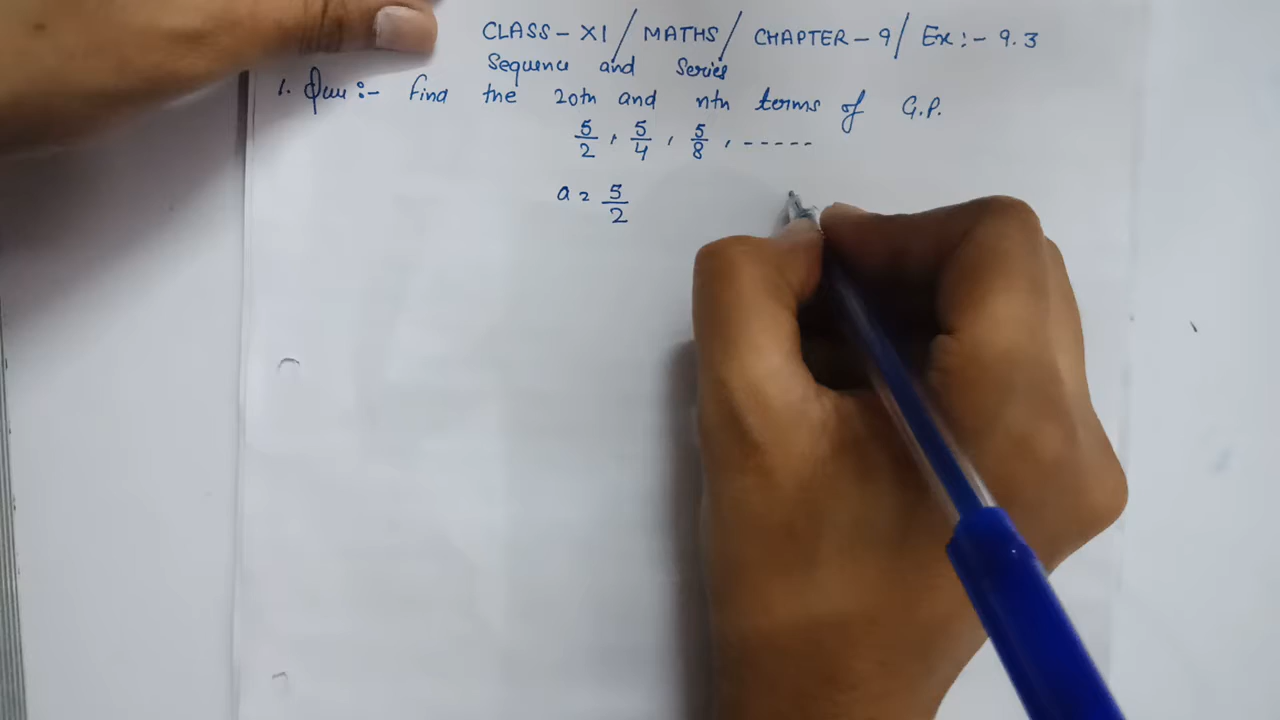 CLASS - XI / MATHS / CHAPTER - 9 / Ex :- 9.3
Sequence and Series
1. Que :- Find the 20th and nth terms of G.P.
5/2 , 5/4 , 5/8 , -----
a = 5/2